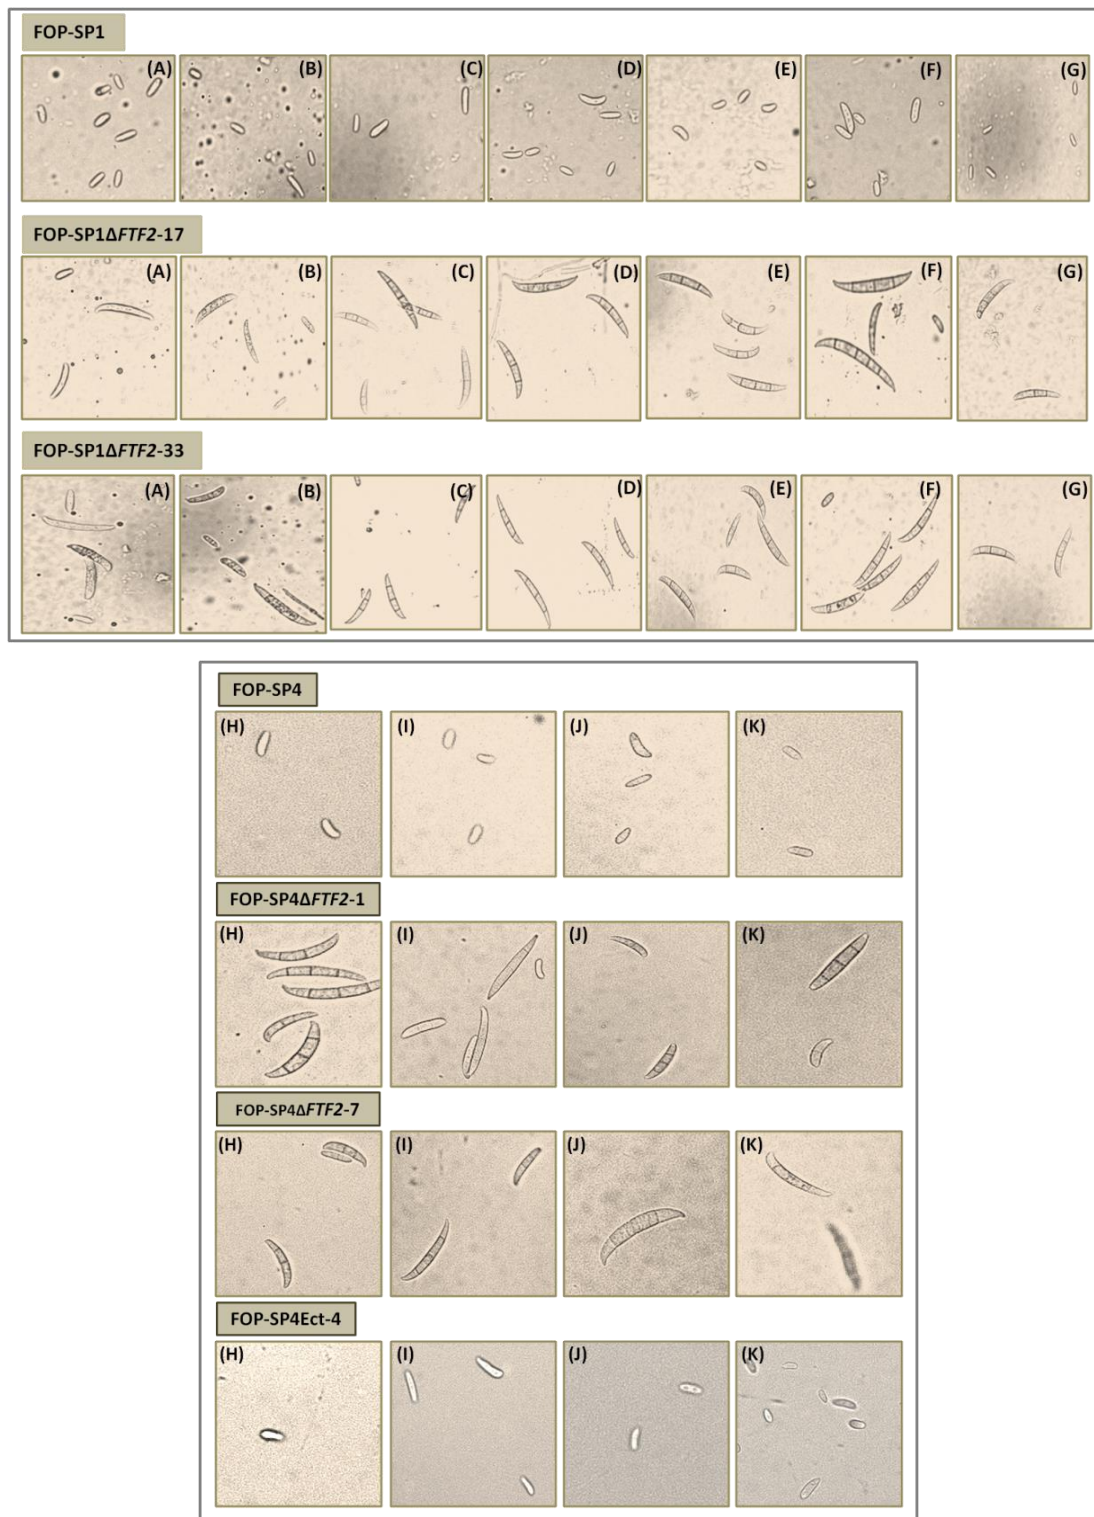 FOP-SP1
(A) (B) (C) (D) (E) (F) (G)
FOP-SP1ΔFTF2-17
(A) (B) (C) (D) (E) (F) (G)
FOP-SP1ΔFTF2-33
(A) (B) (C) (D) (E) (F) (G)
FOP-SP4
(H) (I) (J) (K)
FOP-SP4ΔFTF2-1
(H) (I) (J) (K)
FOP-SP4ΔFTF2-7
(H) (I) (J) (K)
FOP-SP4Ect-4
(H) (I) (J) (K)